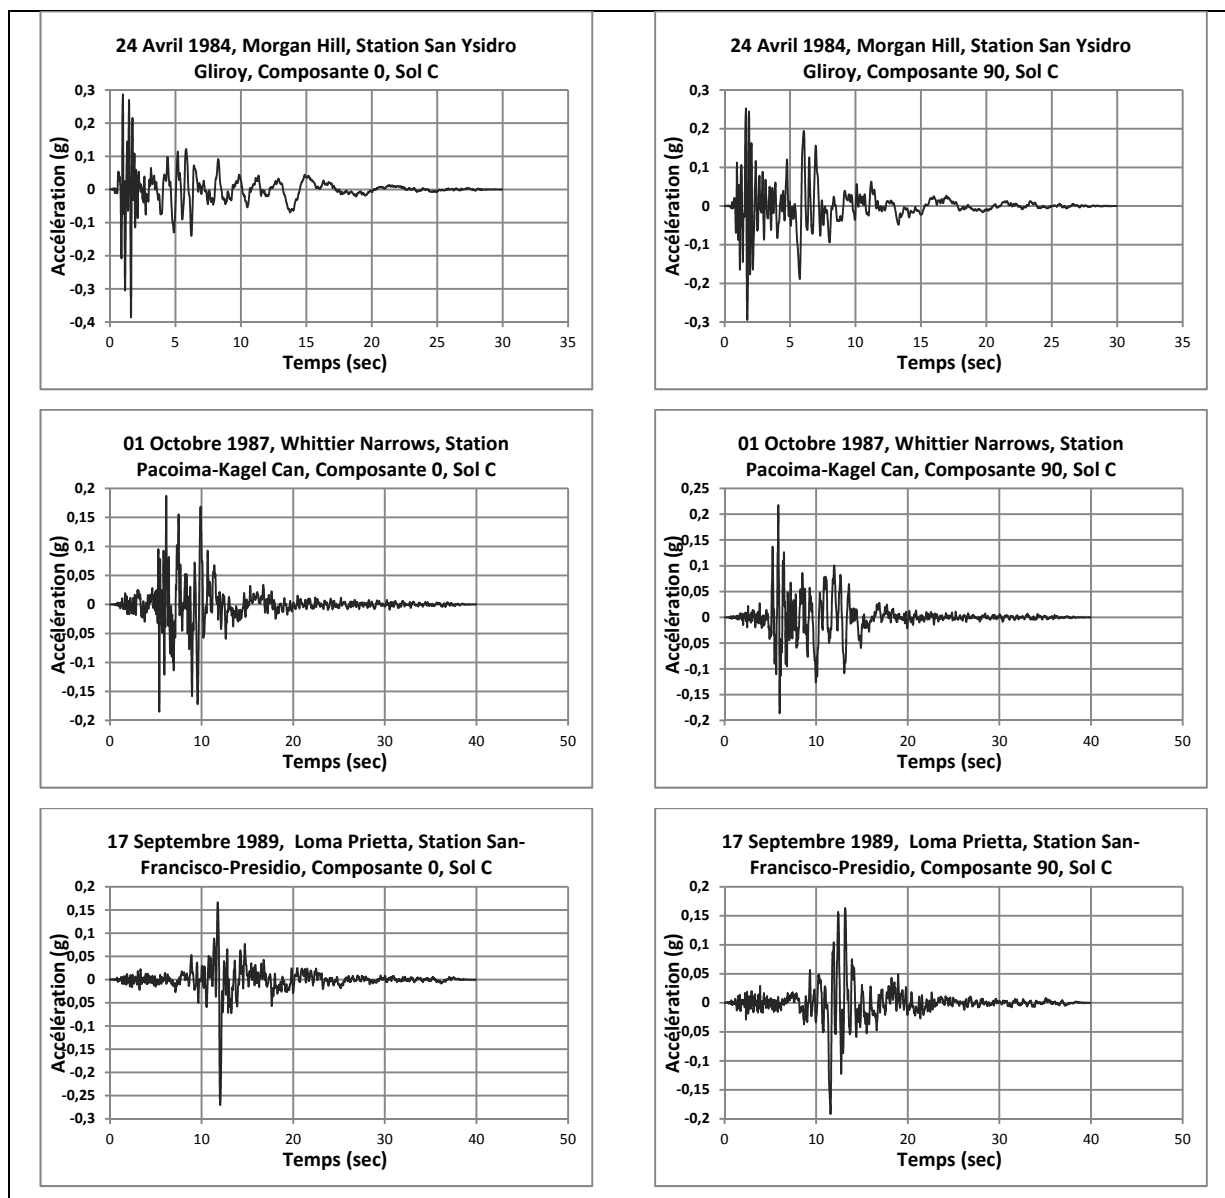 24 Avril 1984, Morgan Hill, Station San Ysidro
Gliroy, Composante 0, Sol C
Accélération (g)
0,3
0,2
0,1
0
-0,1
-0,2
-0,3
-0,4
0 5 10 15 20 25 30 35
Temps (sec)
24 Avril 1984, Morgan Hill, Station San Ysidro
Gliroy, Composante 90, Sol C
Accélération (g)
0,3
0,2
0,1
0
-0,1
-0,2
-0,3
0 5 10 15 20 25 30 35
Temps (sec)
01 Octobre 1987, Whittier Narrows, Station
Pacoima-Kagel Can, Composante 0, Sol C
Accélération (g)
0,2
0,15
0,1
0,05
0
-0,05
-0,1
-0,15
-0,2
0 10 20 30 40 50
Temps (sec)
01 Octobre 1987, Whittier Narrows, Station
Pacoima-Kagel Can, Composante 90, Sol C
Accélération (g)
0,25
0,2
0,15
0,1
0,05
0
-0,05
-0,1
-0,15
-0,2
0 10 20 30 40 50
Temps (sec)
17 Septembre 1989, Loma Prietta, Station San-
Francisco-Presidio, Composante 0, Sol C
Accélération (g)
0,2
0,15
0,1
0,05
0
-0,05
-0,1
-0,15
-0,2
-0,25
-0,3
0 10 20 30 40 50
Temps (sec)
17 Septembre 1989, Loma Prietta, Station San-
Francisco-Presidio, Composante 90, Sol C
Accélération (g)
0,2
0,15
0,1
0,05
0
-0,05
-0,1
-0,15
-0,2
0 10 20 30 40 50
Temps (sec)